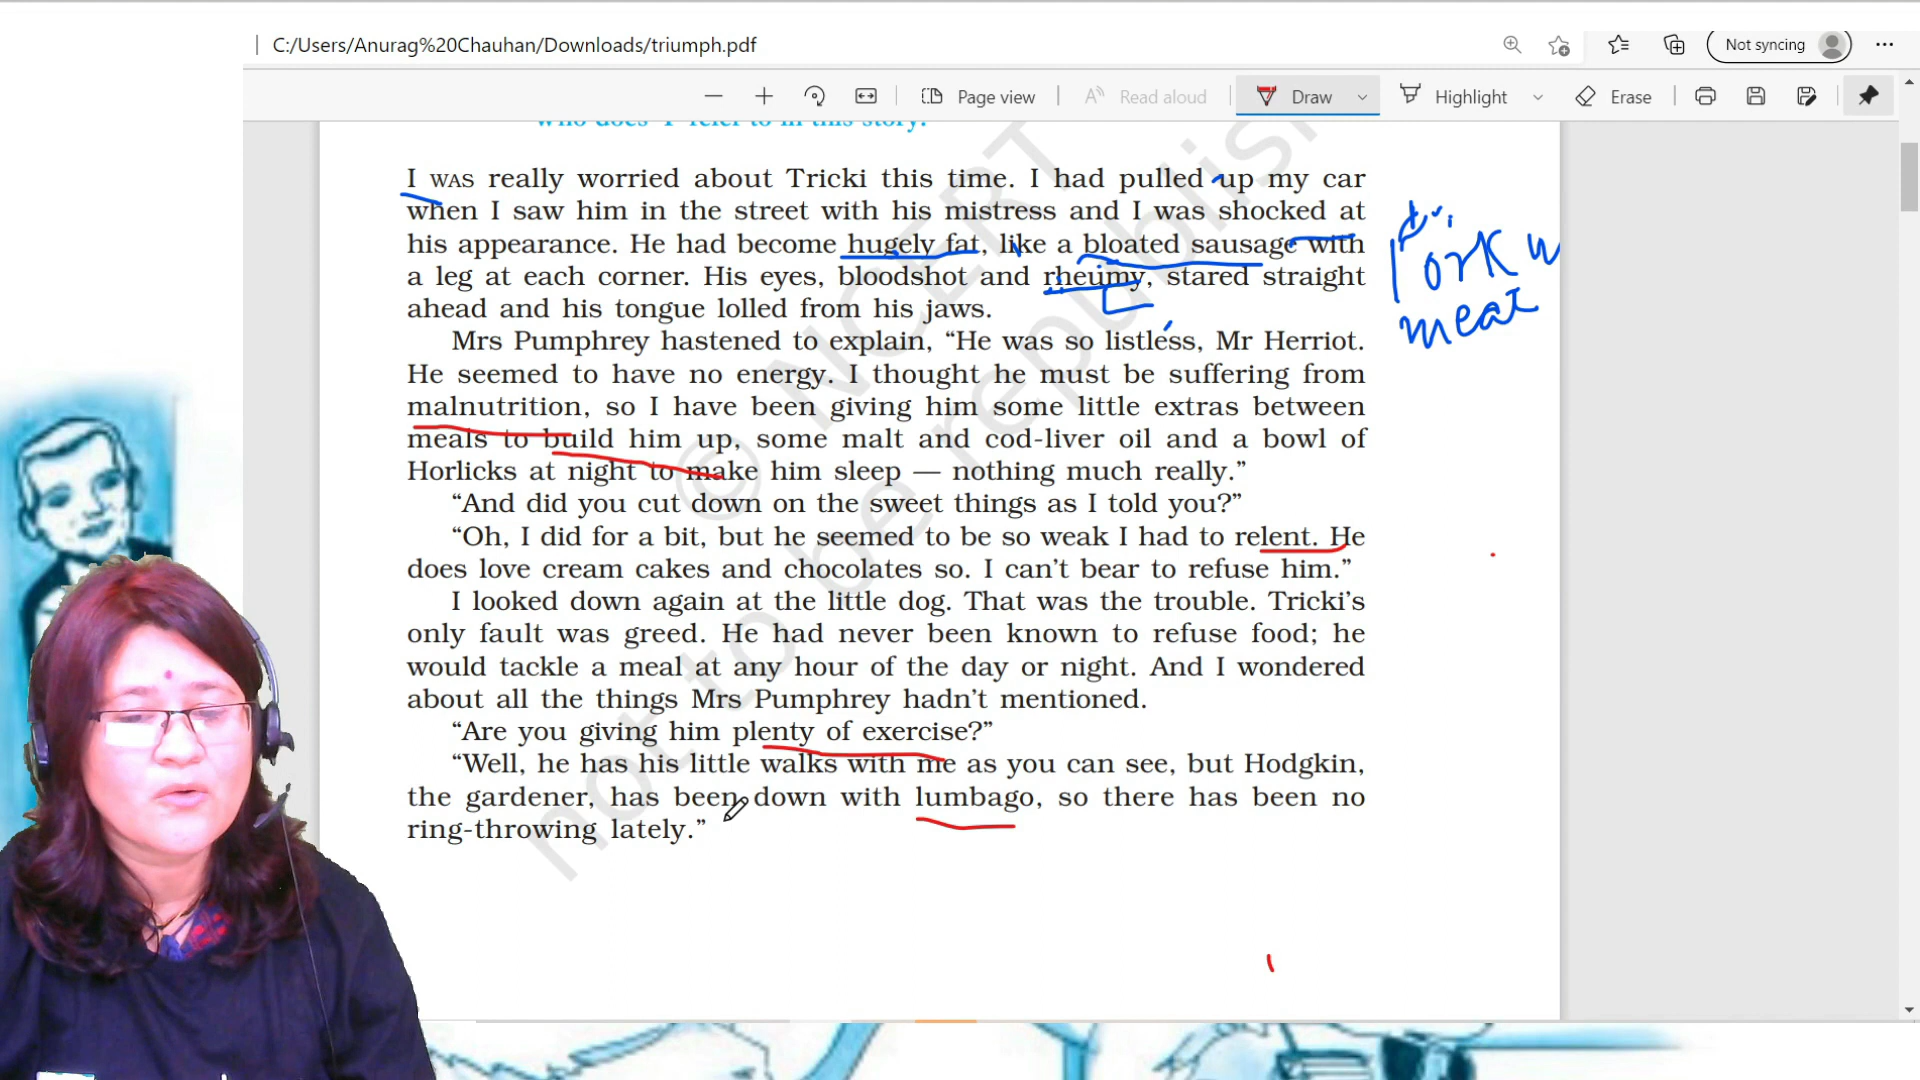 C:/Users/Anurag%20Chauhan/Downloads/triumph.pdf
Not syncing
Page view
Read aloud
Draw
Highlight
Erase
who does 'I' refer to in this story?
I WAS really worried about Tricki this time. I had pulled up my car
when I saw him in the street with his mistress and I was shocked at
his appearance. He had become hugely fat, like a bloated sausage with
a leg at each corner. His eyes, bloodshot and rheumy, stared straight
ahead and his tongue lolled from his jaws.
Mrs Pumphrey hastened to explain, “He was so listless, Mr Herriot.
He seemed to have no energy. I thought he must be suffering from
malnutrition, so I have been giving him some little extras between
meals to build him up, some malt and cod-liver oil and a bowl of
Horlicks at night to make him sleep — nothing much really.”
“And did you cut down on the sweet things as I told you?”
“Oh, I did for a bit, but he seemed to be so weak I had to relent. He
does love cream cakes and chocolates so. I can’t bear to refuse him.”
I looked down again at the little dog. That was the trouble. Tricki’s
only fault was greed. He had never been known to refuse food; he
would tackle a meal at any hour of the day or night. And I wondered
about all the things Mrs Pumphrey hadn’t mentioned.
“Are you giving him plenty of exercise?”
“Well, he has his little walks with me as you can see, but Hodgkin,
the gardener, has been down with lumbago, so there has been no
ring-throwing lately.”
Pork
meat
© NCERT
not to be republish